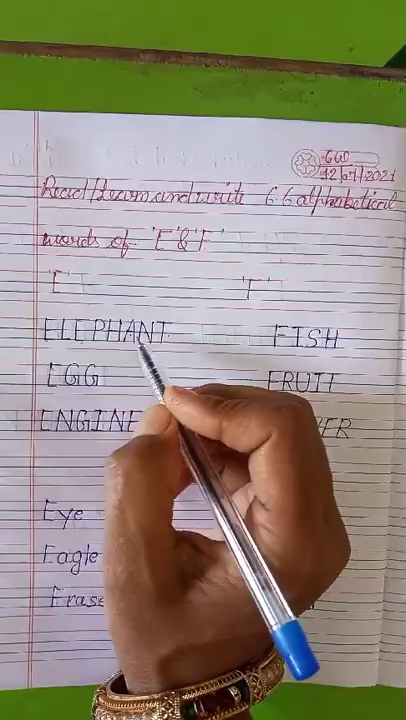 C.W
12/07/2021
Read/Learn and write 6-6 alphabetical
words of 'E' & 'F'
'E' 'F'
ELEPHANT FISH
EGG FRUIT
ENGINE
Eye
Eagle